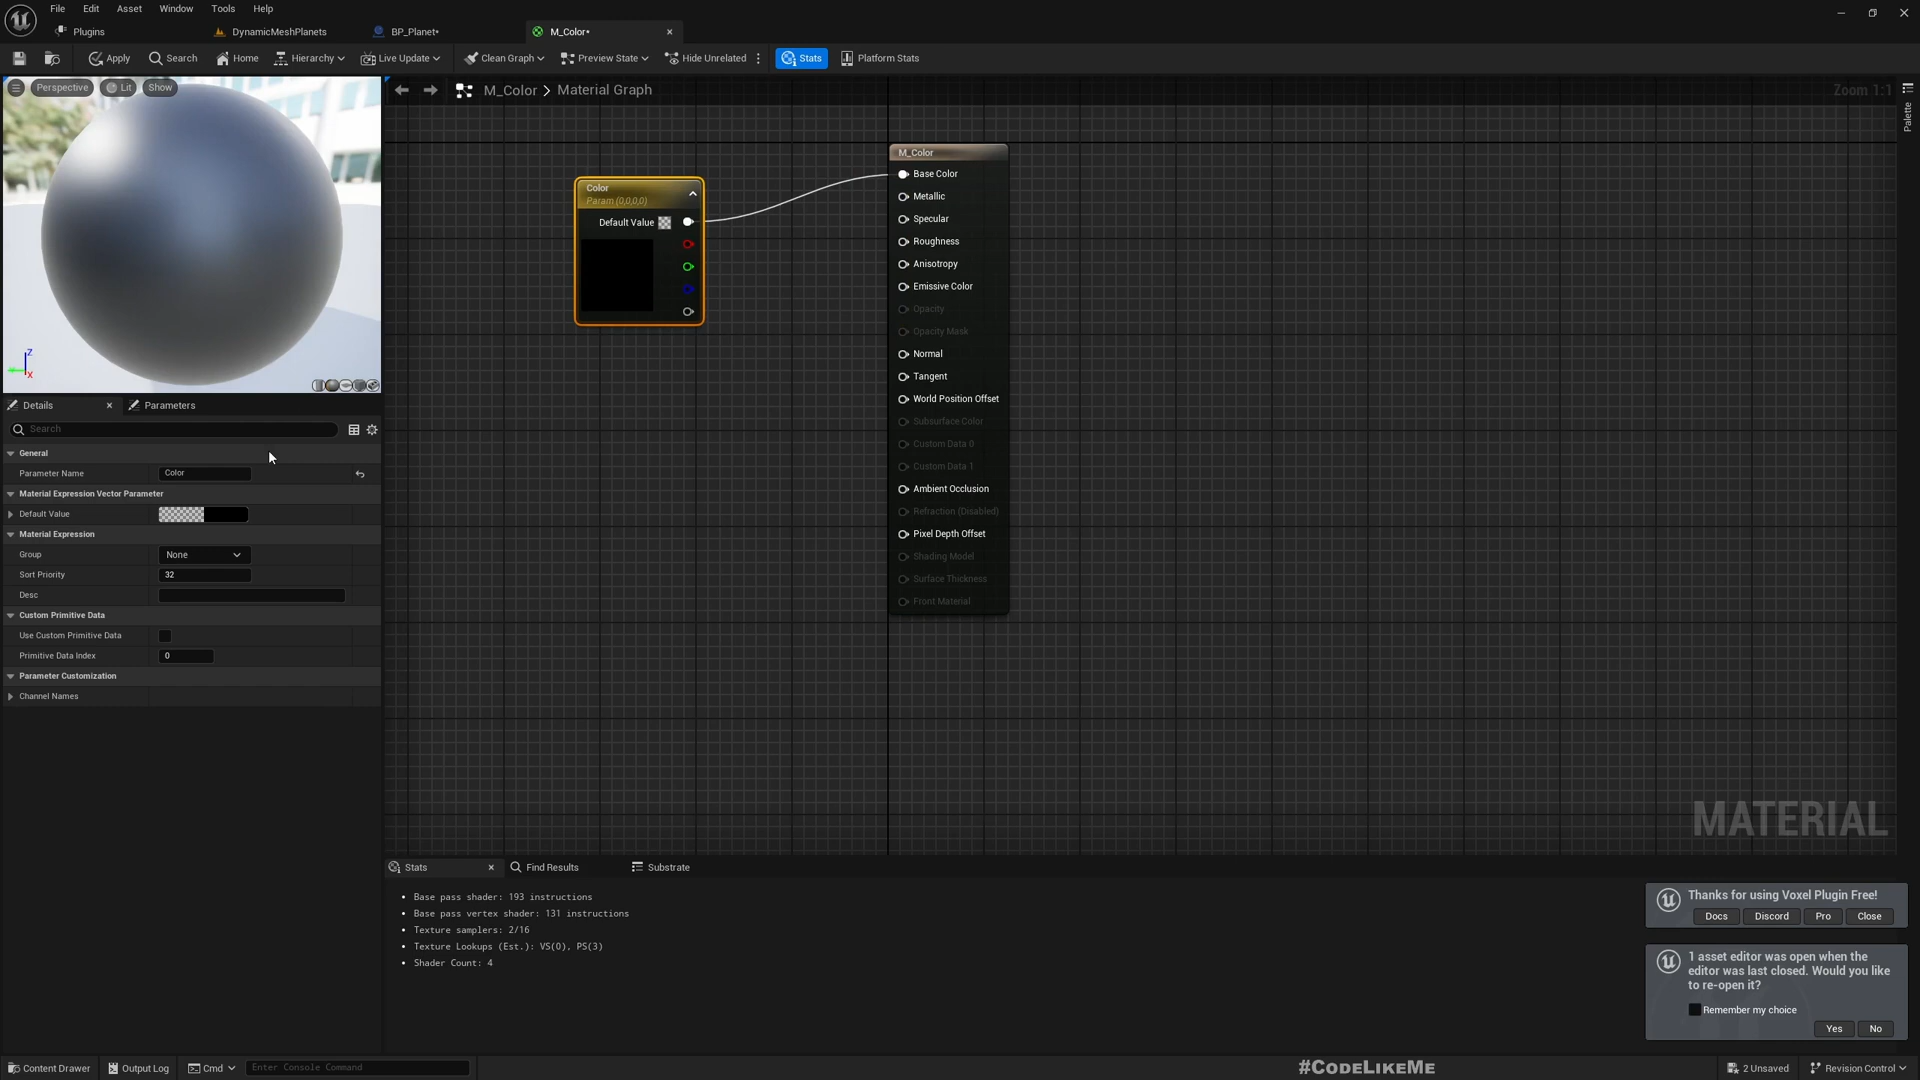 File Edit Asset Window Tools Help
Plugins DynamicMeshPlanets BP_Planet• M_Color•
Apply Search Home Hierarchy Live Update Clean Graph Preview State Hide Unrelated Stats Platform Stats
Perspective Lit Show
M_Color > Material Graph
Zoom 1:1
Palette
Color
Param (0,0,0,0)
Default Value
M_Color
Base Color
Metallic
Specular
Roughness
Anisotropy
Emissive Color
Opacity
Opacity Mask
Normal
Tangent
World Position Offset
Subsurface Color
Custom Data 0
Custom Data 1
Ambient Occlusion
Refraction (Disabled)
Pixel Depth Offset
Shading Model
Surface Thickness
Front Material
MATERIAL
Z
X
Details Parameters
Search
General
Parameter Name Color
Material Expression Vector Parameter
Default Value
Material Expression
Group None
Sort Priority 32
Desc
Custom Primitive Data
Use Custom Primitive Data
Primitive Data Index 0
Parameter Customization
Channel Names
Stats Find Results Substrate
• Base pass shader: 193 instructions
• Base pass vertex shader: 131 instructions
• Texture samplers: 2/16
• Texture Lookups (Est.): VS(0), PS(3)
• Shader Count: 4
Thanks for using Voxel Plugin Free!
Docs Discord Pro Close
1 asset editor was open when the
editor was last closed. Would you like
to re-open it?
Remember my choice
Yes No
Content Drawer Output Log Cmd Enter Console Command
#CodeLikeMe
2 Unsaved Revision Control